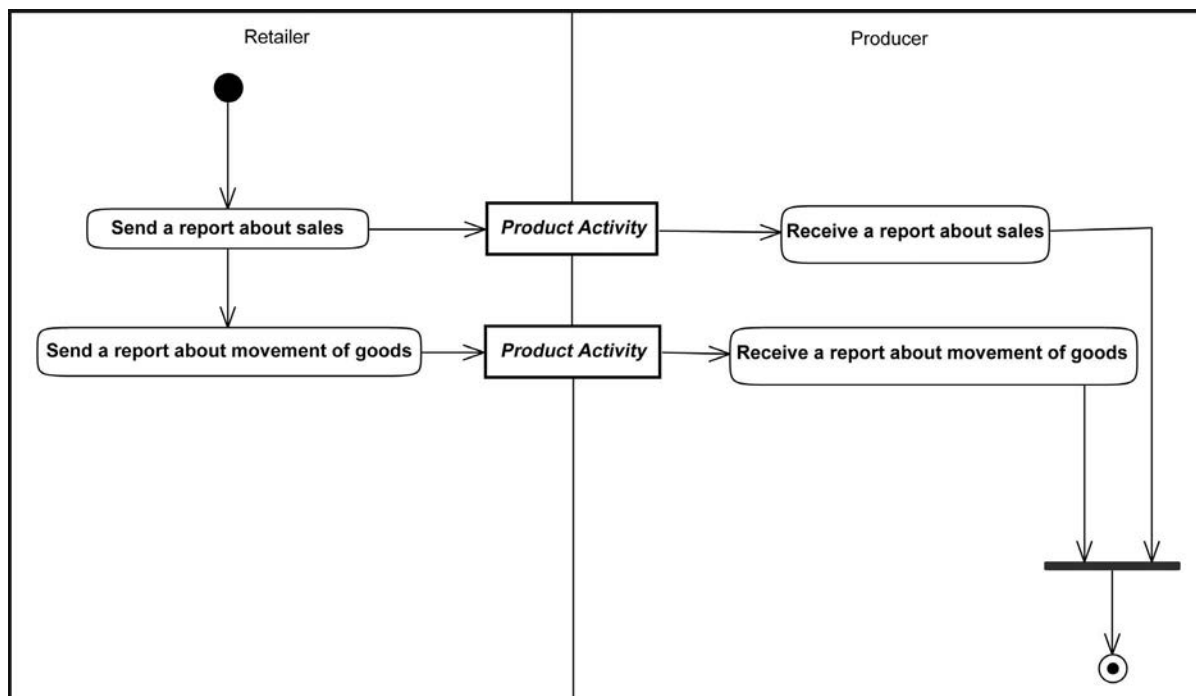 Retailer
Producer
Send a report about sales
Product Activity
Receive a report about sales
Send a report about movement of goods
Product Activity
Receive a report about movement of goods